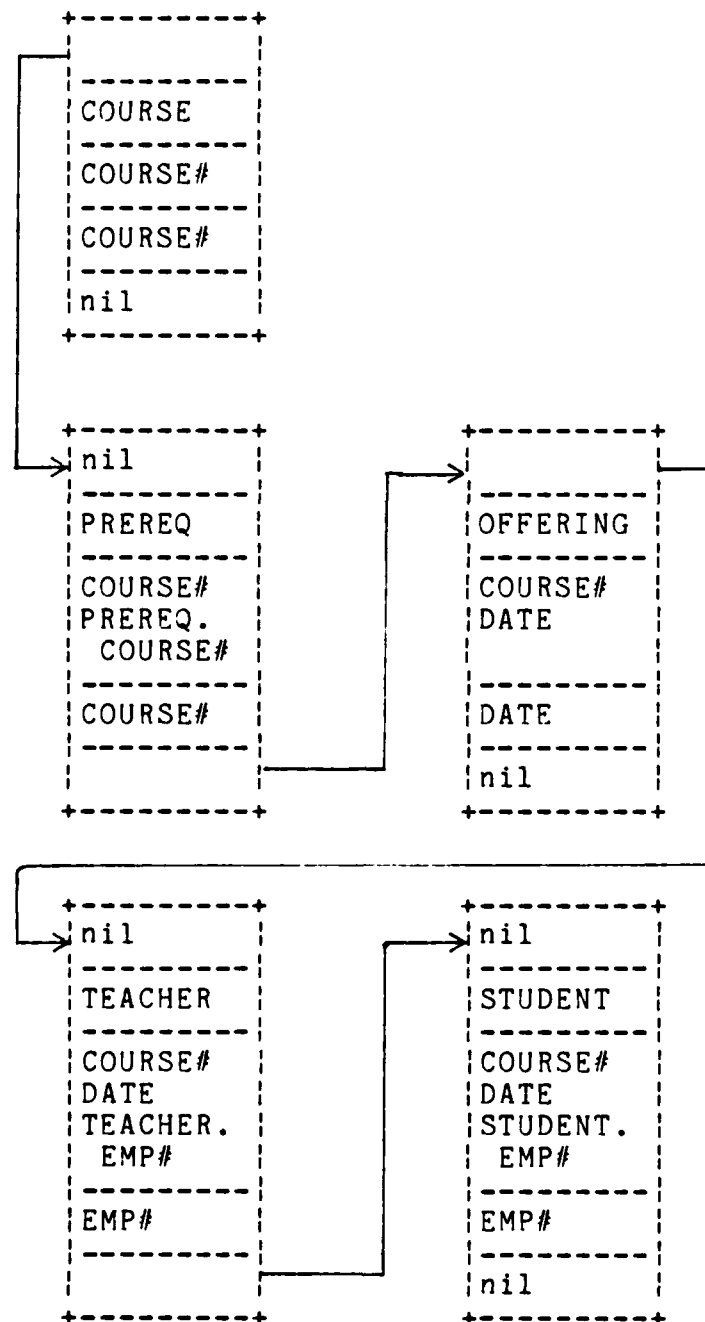 COURSE
COURSE#
COURSE#
nil
nil
PREREQ
COURSE#
PREREQ.
COURSE#
COURSE#
OFFERING
COURSE#
DATE
DATE
nil
nil
TEACHER
COURSE#
DATE
TEACHER.
EMP#
EMP#
nil
STUDENT
COURSE#
DATE
STUDENT.
EMP#
EMP#
nil